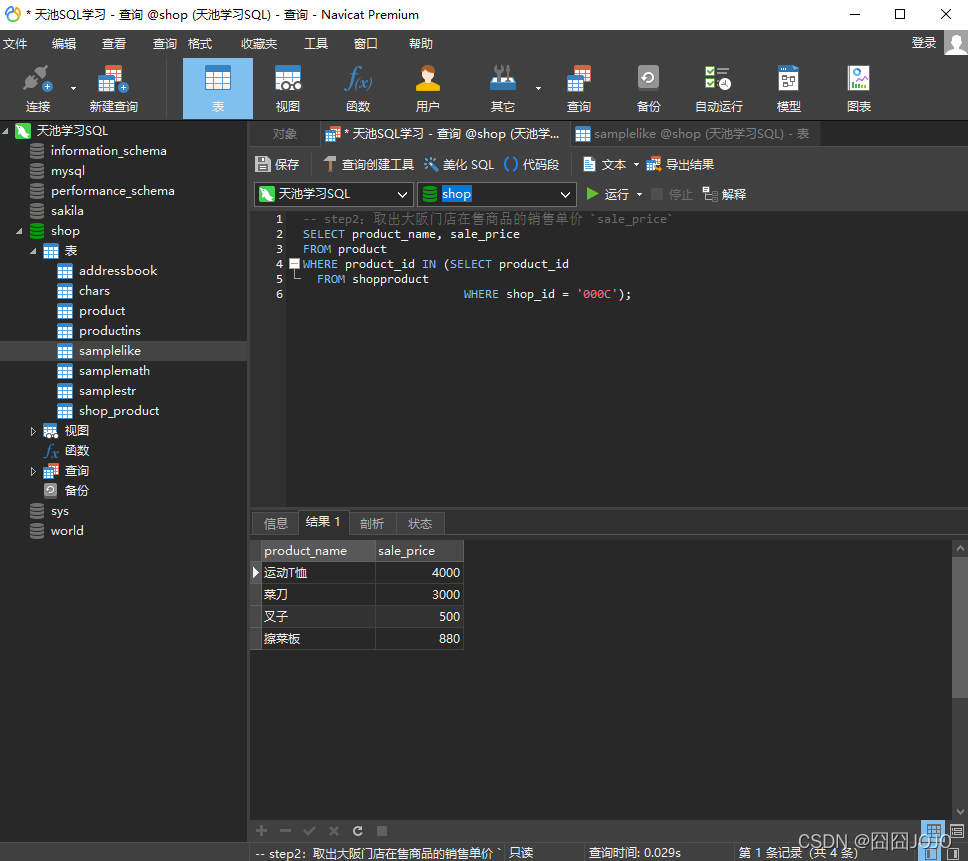 * 天池SQL学习 - 查询 @shop (天池学习SQL) - 查询 - Navicat Premium
文件 编辑 查看 查询 格式 收藏夹 工具 窗口 帮助 登录
连接 新建查询 表 视图 函数 用户 其它 查询 备份 自动运行 模型 图表
天池学习SQL
information_schema
mysql
performance_schema
sakila
shop
表
addressbook
chars
product
productins
samplelike
samplemath
samplestr
shop_product
视图
函数
查询
备份
sys
world
对象 * 天池SQL学习 - 查询 @shop (天池学... samplelike @shop (天池学习SQL) - 表
保存 查询创建工具 美化 SQL () 代码段 文本 导出结果
天池学习SQL shop 运行 停止 解释
1 -- step2：取出大阪门店在售商品的销售单价 `sale_price`
2 SELECT product_name, sale_price
3 FROM product
4 WHERE product_id IN (SELECT product_id
5 FROM shopproduct
6 WHERE shop_id = '000C');
信息 结果 1 剖析 状态
product_name sale_price
运动T恤 4000
菜刀 3000
叉子 500
擦菜板 880
-- step2：取出大阪门店在售商品的销售单价 ` 只读 查询时间: 0.029s 第 1 条记录 (共 4 条)
CSDN @囧囧JOJO